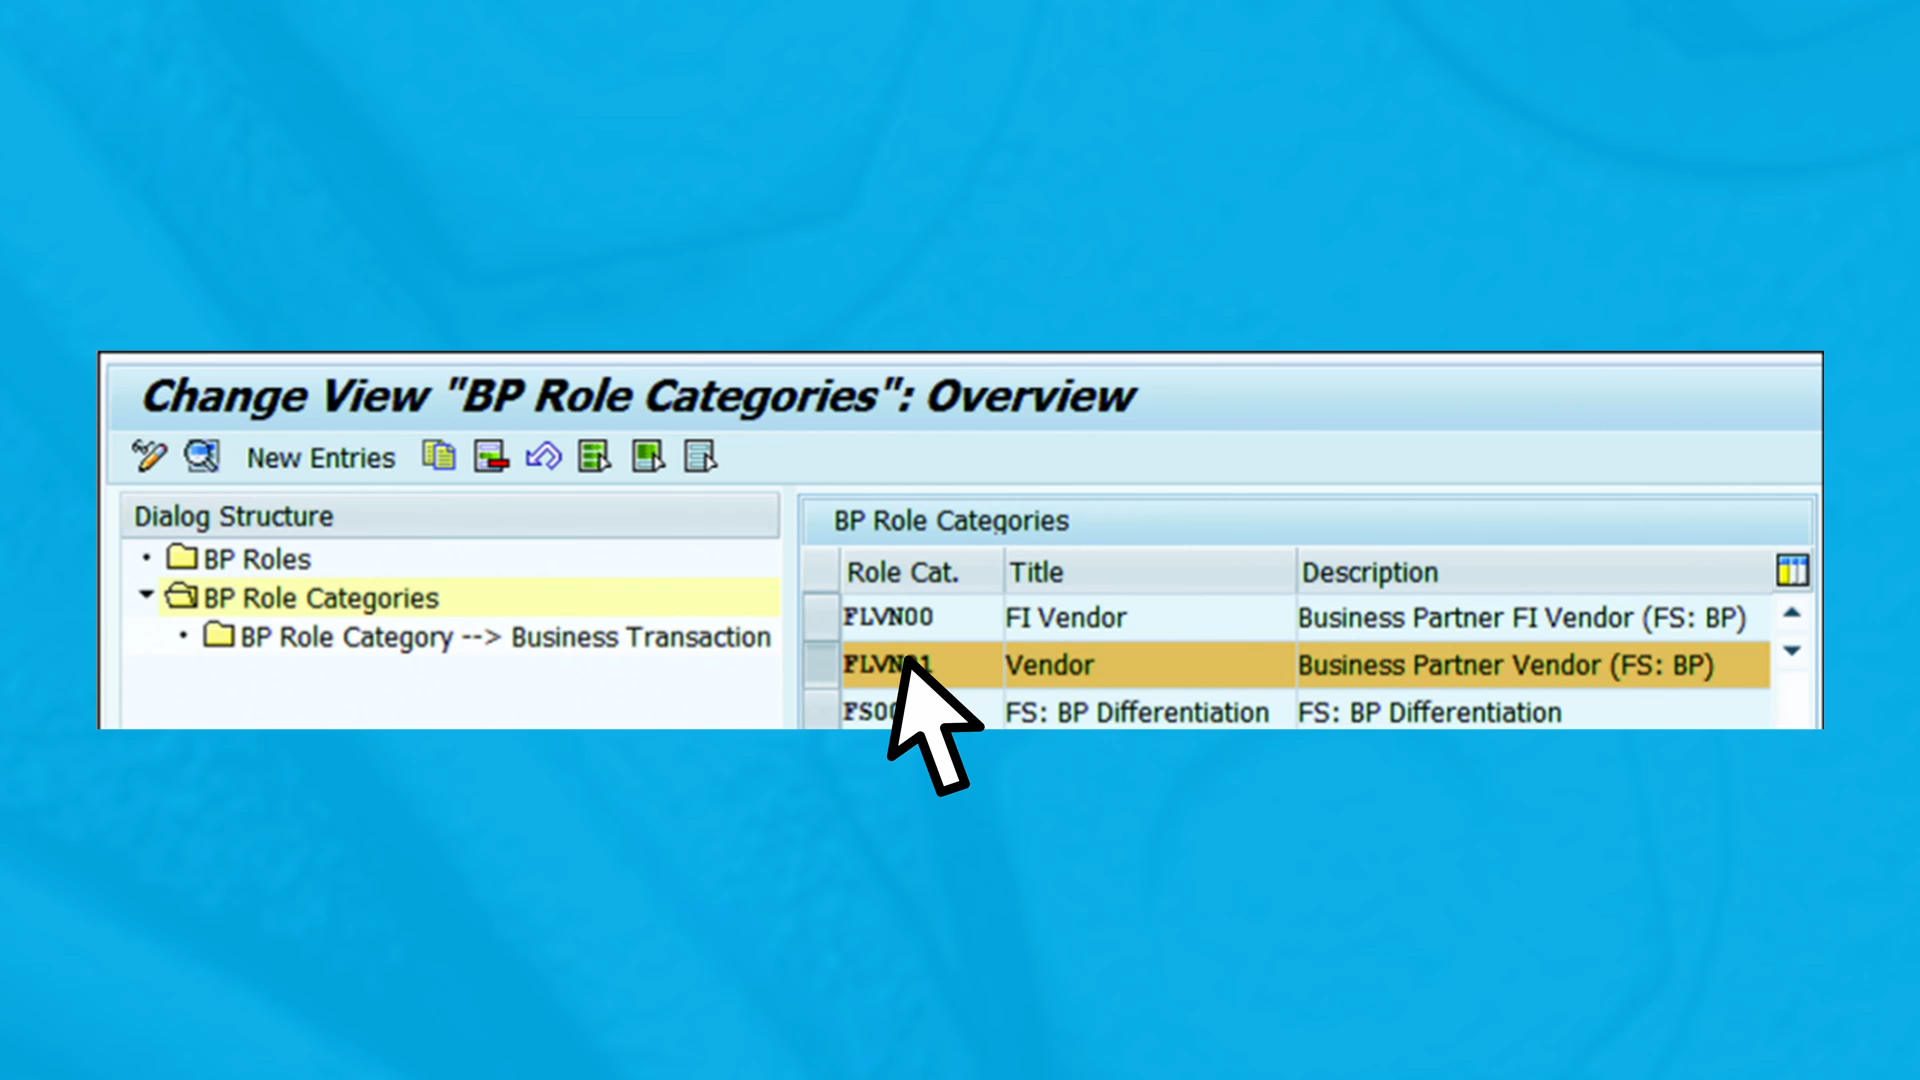 Change View "BP Role Categories": Overview
New Entries
Dialog Structure
BP Roles
BP Role Categories
BP Role Category --> Business Transaction
BP Role Categories
Role Cat. Title Description
FLVN00 FI Vendor Business Partner FI Vendor (FS: BP)
FLVN01 Vendor Business Partner Vendor (FS: BP)
FS: BP Differentiation FS: BP Differentiation